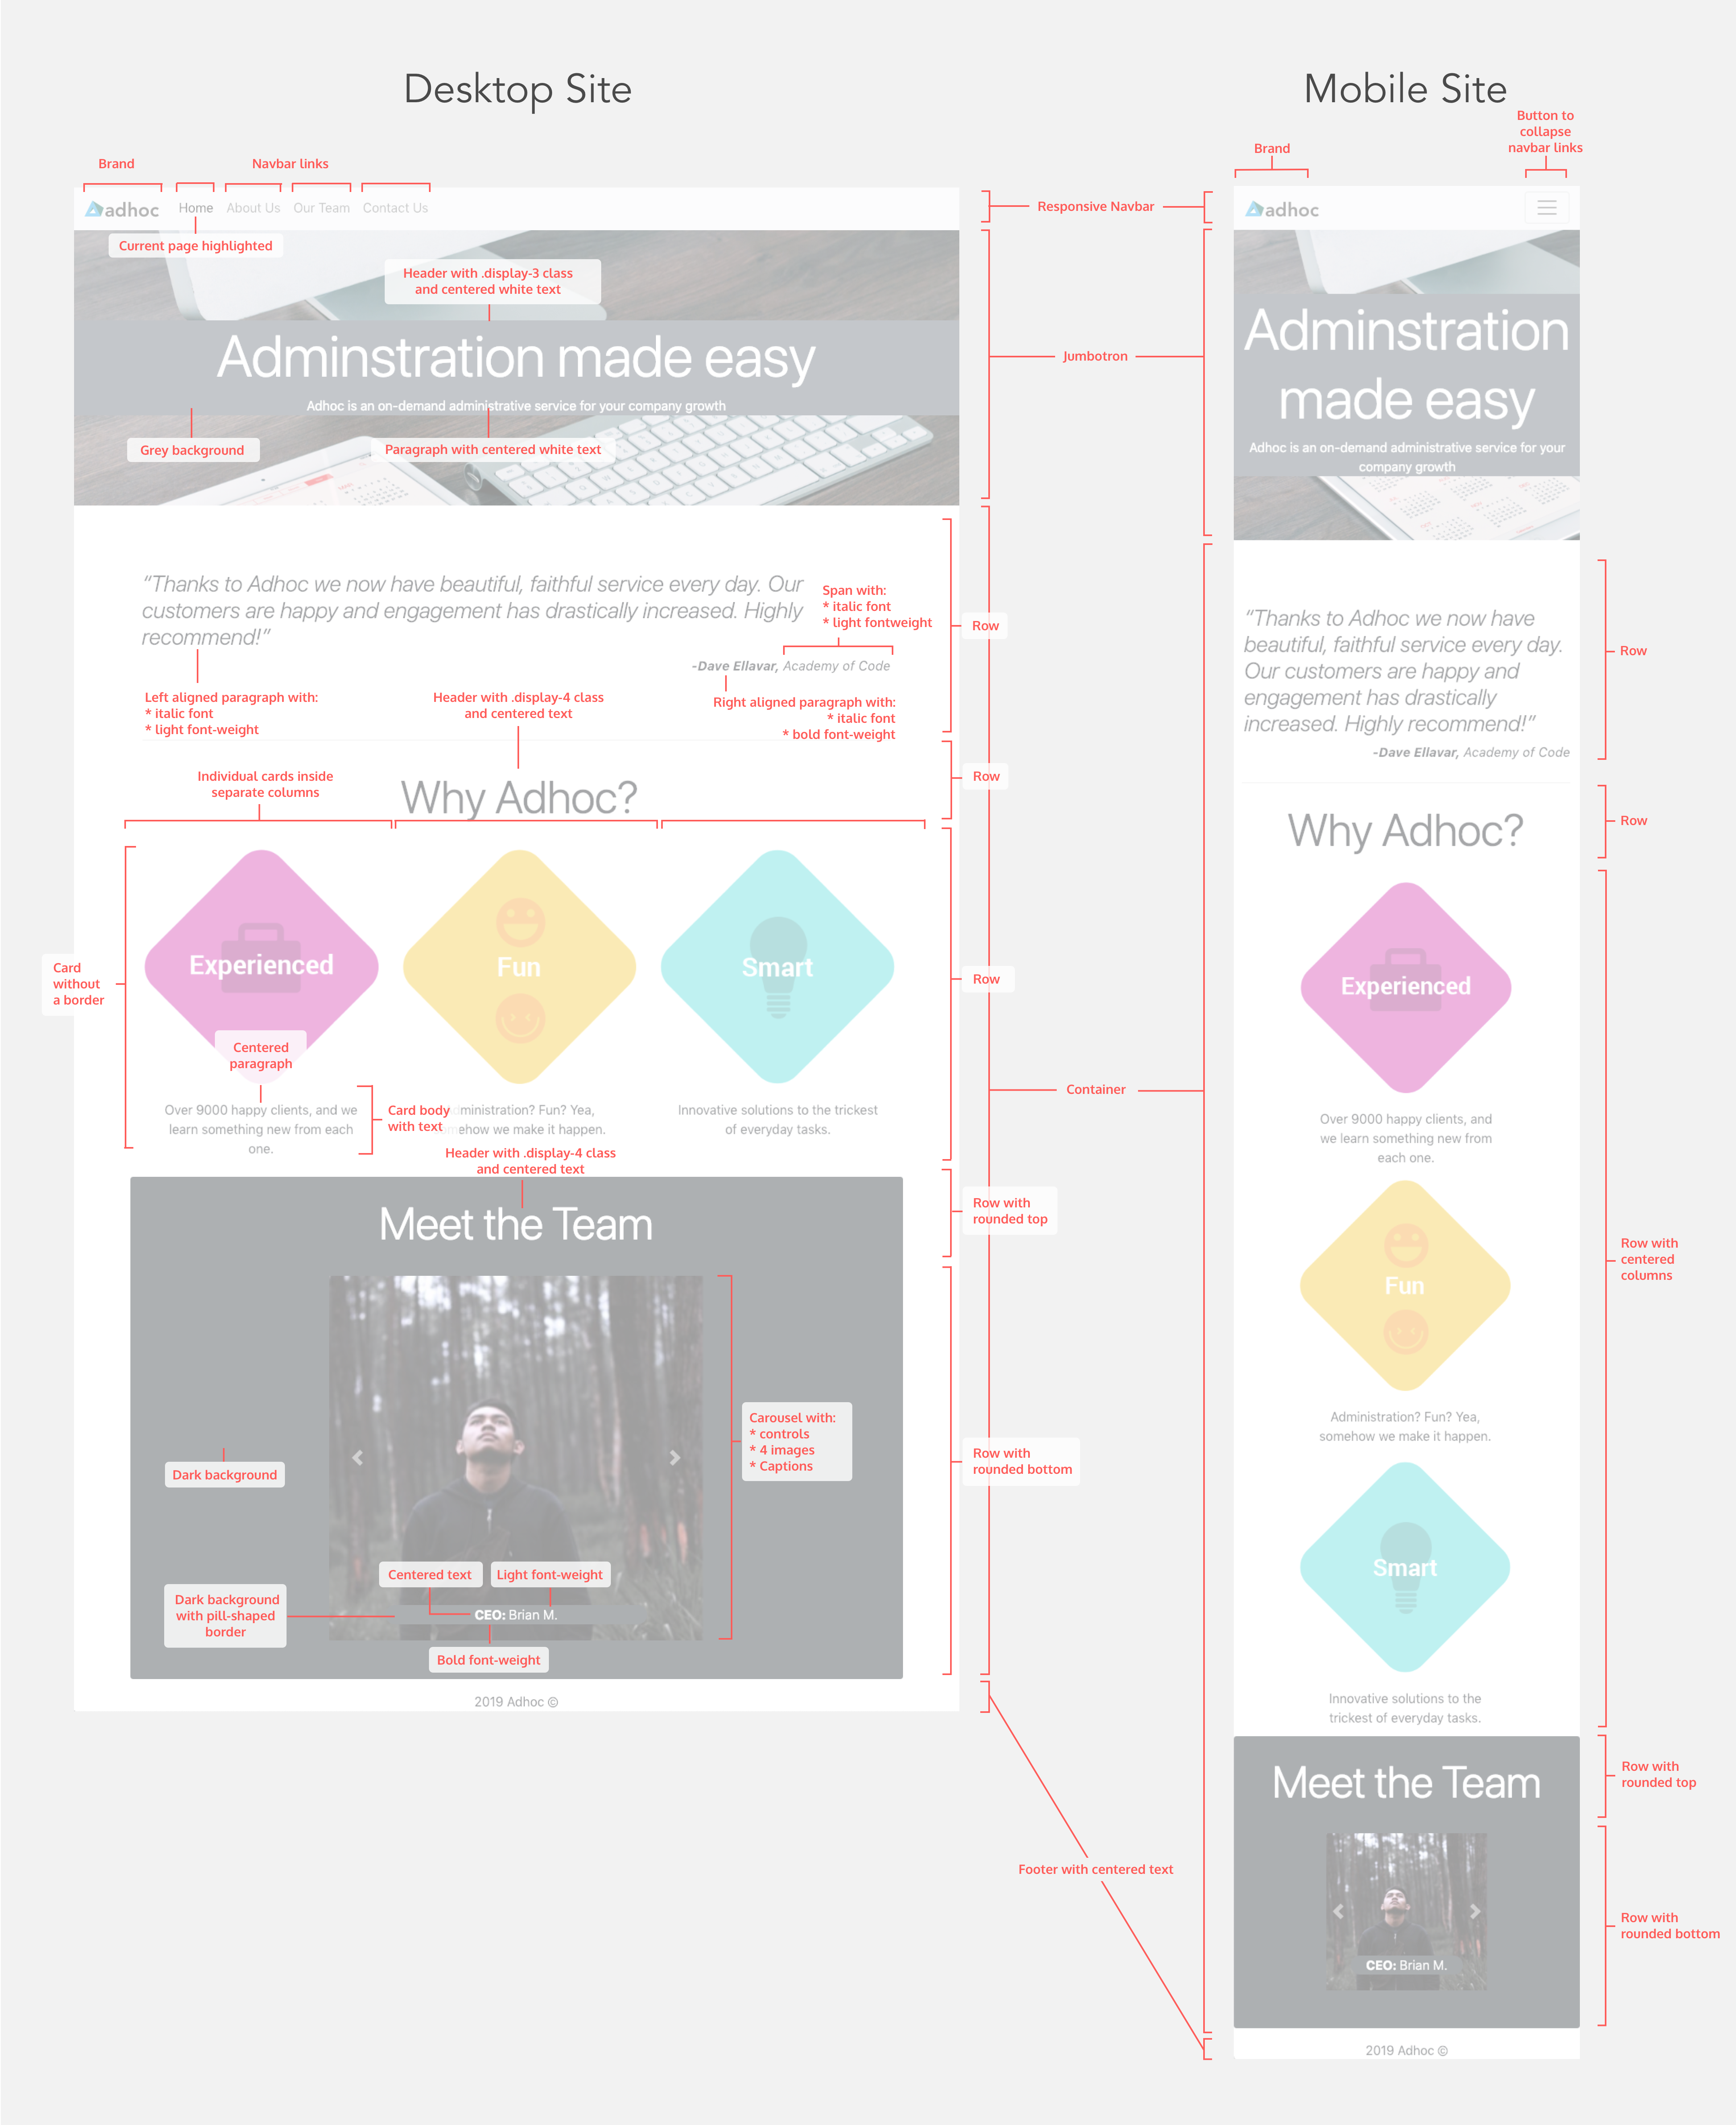 Desktop Site
Mobile Site
Brand
Navbar links
Brand
Button to
collapse
navbar links
adhoc
Home
About Us
Our Team
Contact Us
Responsive Navbar
adhoc
Current page highlighted
Header with .display-3 class
and centered white text
Adminstration made easy
Adhoc is an on-demand administrative service for your company growth
Grey background
Paragraph with centered white text
Jumbotron
Adminstration
made easy
Adhoc is an on-demand administrative service for your
company growth
“Thanks to Adhoc we now have beautiful, faithful service every day. Our
customers are happy and engagement has drastically increased. Highly
recommend!”
Span with:
* italic font
* light fontweight
-Dave Ellavar, Academy of Code
Left aligned paragraph with:
* italic font
* light font-weight
Header with .display-4 class
and centered text
Right aligned paragraph with:
* italic font
* bold font-weight
Row
“Thanks to Adhoc we now have
beautiful, faithful service every day.
Our customers are happy and
engagement has drastically
increased. Highly recommend!”
-Dave Ellavar, Academy of Code
Row
Individual cards inside
separate columns
Why Adhoc?
Row
Why Adhoc?
Row
Card
without
a border
Experienced
Fun
Smart
Row
Centered
paragraph
Over 9000 happy clients, and we
learn something new from each
one.
Card body
with text
ministration? Fun? Yea,
mehow we make it happen.
Innovative solutions to the trickest
of everyday tasks.
Container
Experienced
Over 9000 happy clients, and
we learn something new from
each one.
Fun
Administration? Fun? Yea,
somehow we make it happen.
Smart
Innovative solutions to the
trickest of everyday tasks.
Row with
centered
columns
Header with .display-4 class
and centered text
Meet the Team
Row with
rounded top
Carousel with:
* controls
* 4 images
* Captions
Row with
rounded bottom
Dark background
Centered text
Light font-weight
Dark background
with pill-shaped
border
CEO: Brian M.
Bold font-weight
2019 Adhoc ©
Footer with centered text
Meet the Team
Row with
rounded top
CEO: Brian M.
Row with
rounded bottom
2019 Adhoc ©